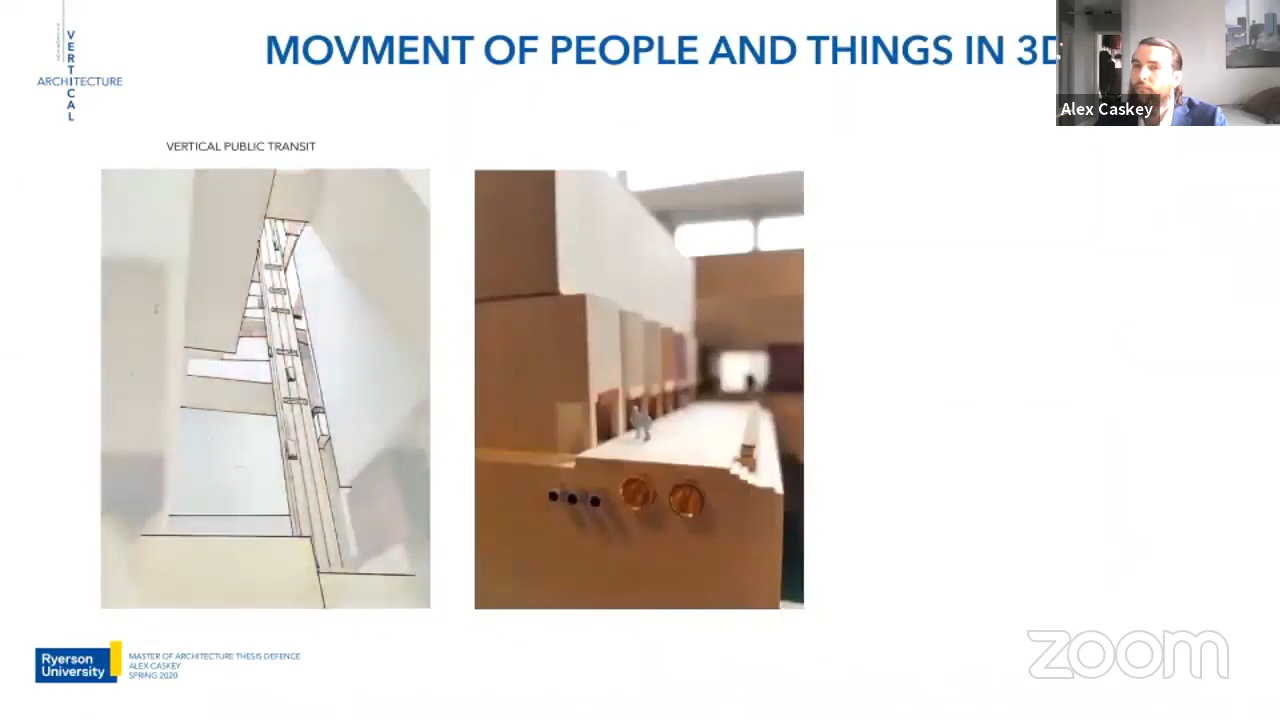 VERTICAL
ARCHITECTURE
MOVMENT OF PEOPLE AND THINGS IN 3D
Alex Caskey
VERTICAL PUBLIC TRANSIT
Ryerson
University
MASTER OF ARCHITECTURE THESIS DEFENCE
ALEX CASKEY
SPRING 2020
zoom